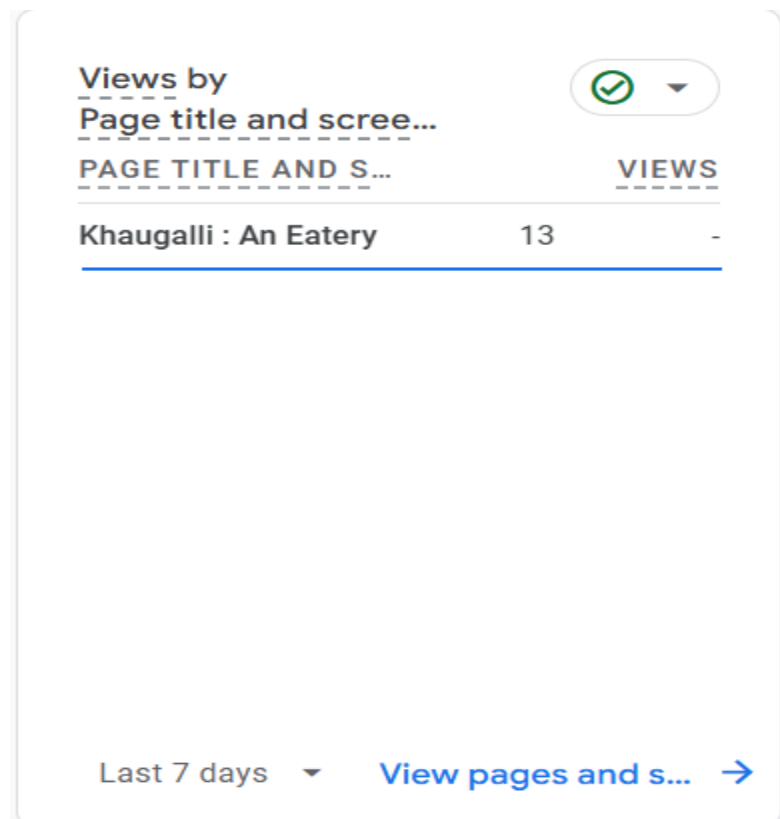 Views by
Page title and scree...
PAGE TITLE AND S... VIEWS
Khaugalli : An Eatery 13 -
Last 7 days View pages and s...